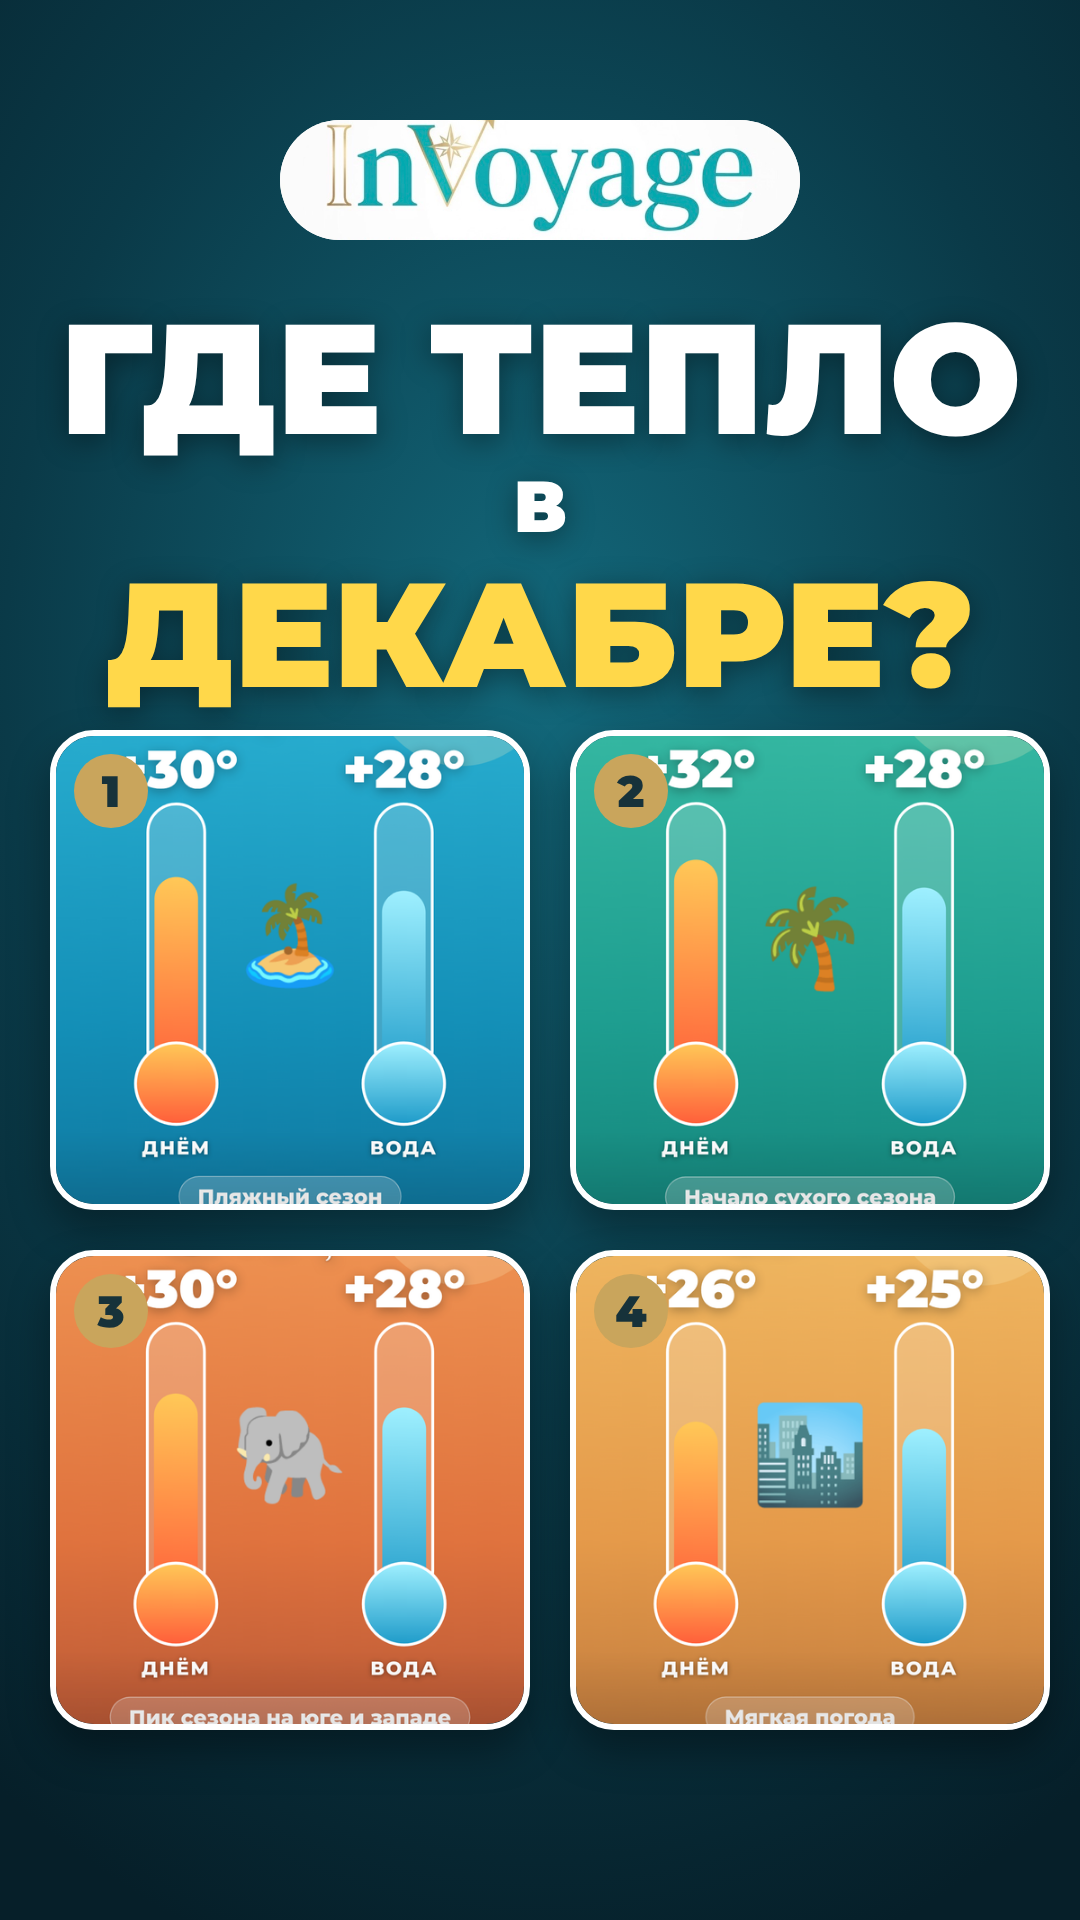 InVoyage
ГДЕ ТЕПЛО
В
ДЕКАБРЕ?
1
+30° +28°
ДНЁМ ВОДА
Пляжный сезон
2
+32° +28°
ДНЁМ ВОДА
Начало сухого сезона
3
+30° +28°
ДНЁМ ВОДА
Пик сезона на юге и западе
4
+26° +25°
ДНЁМ ВОДА
Мягкая погода